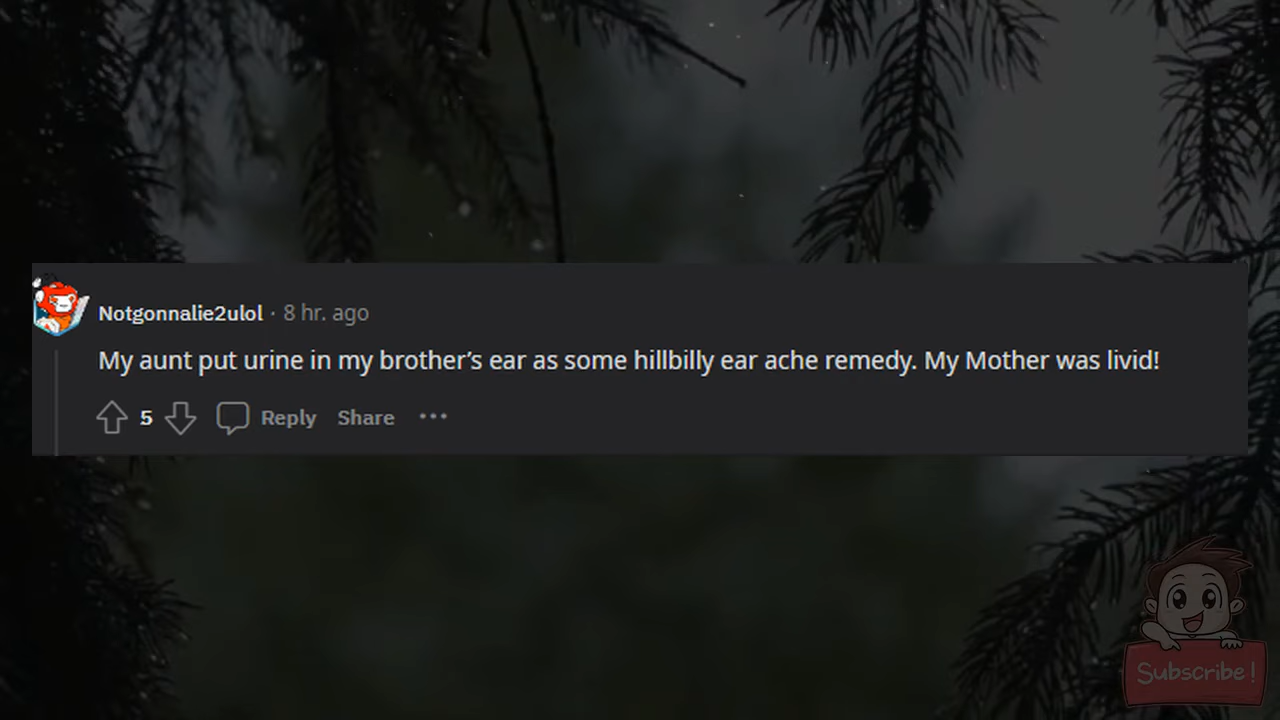 Notgonnalie2ulol · 8 hr. ago
My aunt put urine in my brother’s ear as some hillbilly ear ache remedy. My Mother was livid!
5 Reply Share ···
Subscribe!